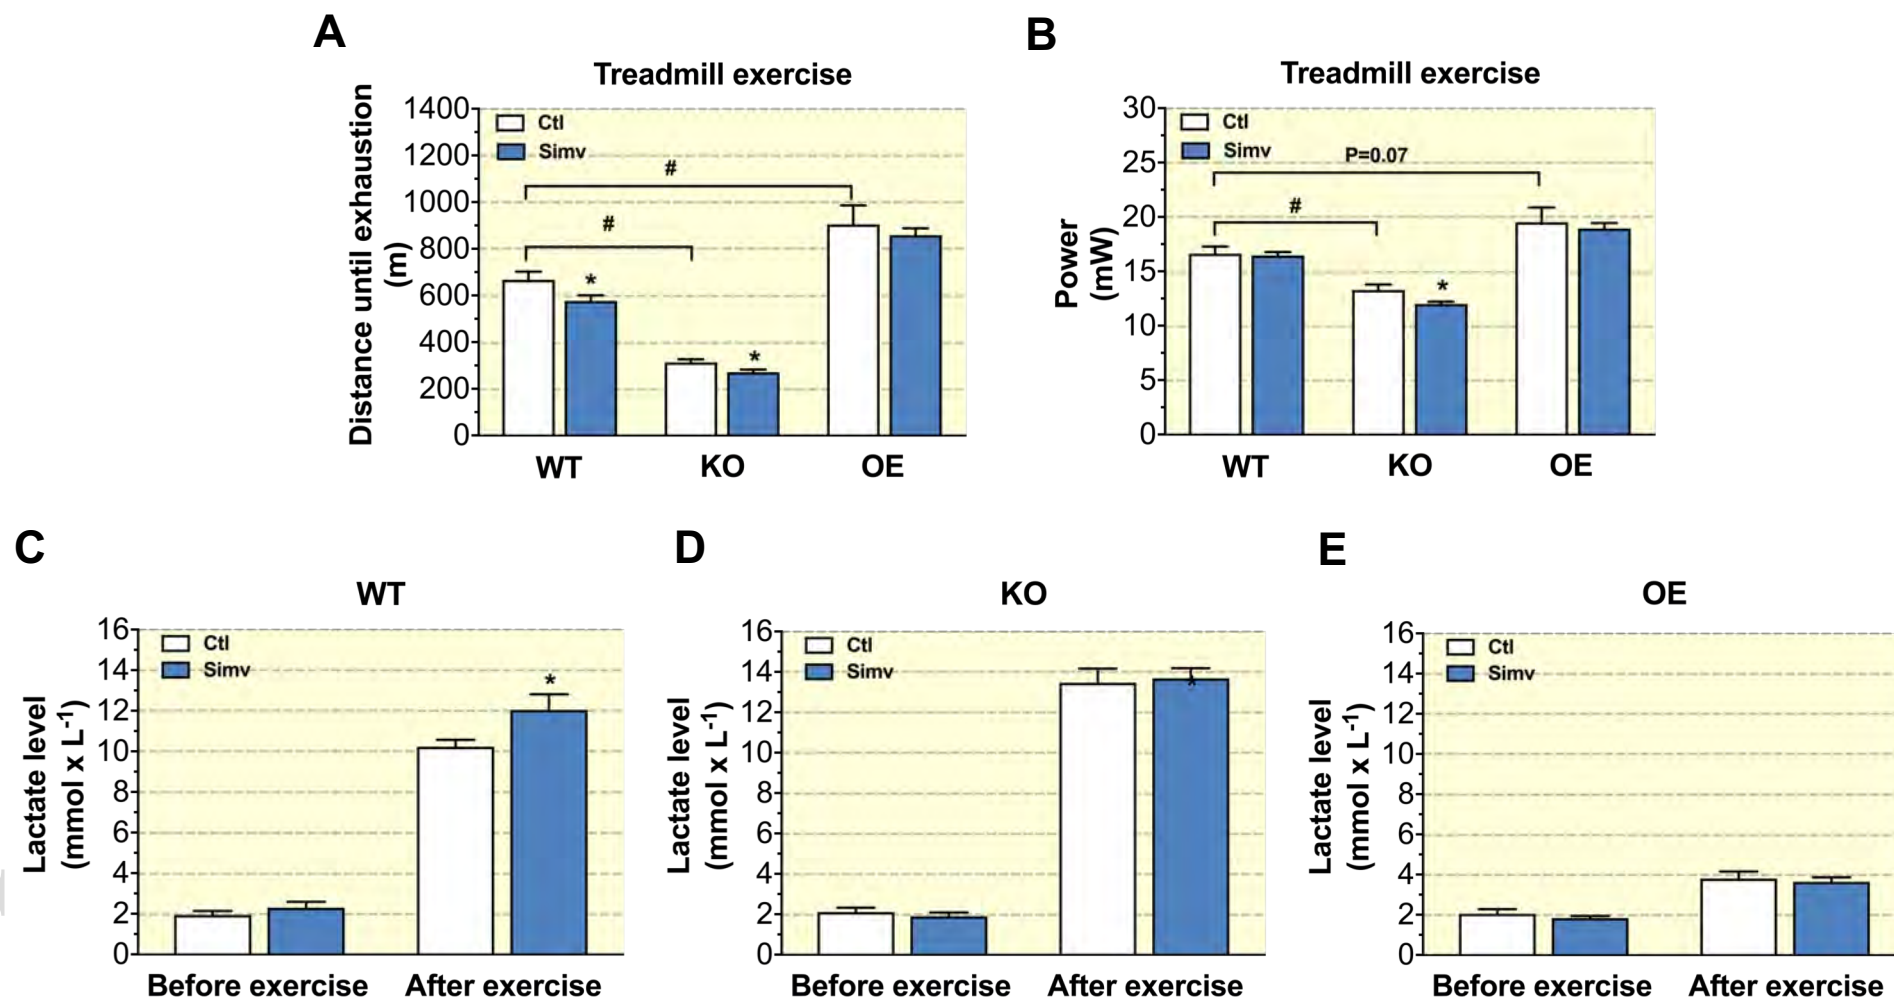 A
Treadmill exercise
Distance until exhaustion
(m)
1400
1200
1000
800
600
400
200
0
Ctl
Simv
#
#
*
*
WT KO OE
B
Treadmill exercise
Power
(mW)
30
25
20
15
10
5
0
Ctl
Simv
P=0.07
#
*
WT KO OE
C
WT
Lactate level
(mmol x L-1)
16
14
12
10
8
6
4
2
0
Ctl
Simv
*
Before exercise After exercise
D
KO
Lactate level
(mmol x L-1)
16
14
12
10
8
6
4
2
0
Ctl
Simv
*
Before exercise After exercise
E
OE
Lactate level
(mmol x L-1)
16
14
12
10
8
6
4
2
0
Ctl
Simv
Before exercise After exercise